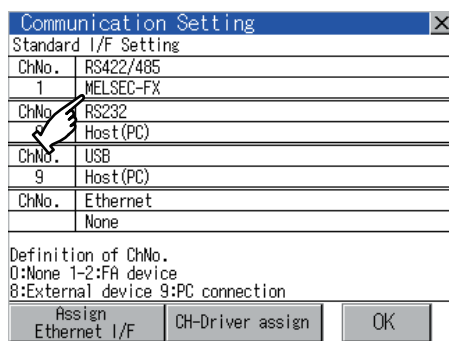 Communication Setting
Standard I/F Setting
ChNo. RS422/485
1 MELSEC-FX
ChNo. RS232
Host(PC)
ChNo. USB
9 Host(PC)
ChNo. Ethernet
None
Definition of ChNo.
0:None 1-2:FA device
8:External device 9:PC connection
Assign
Ethernet I/F
CH-Driver assign
OK